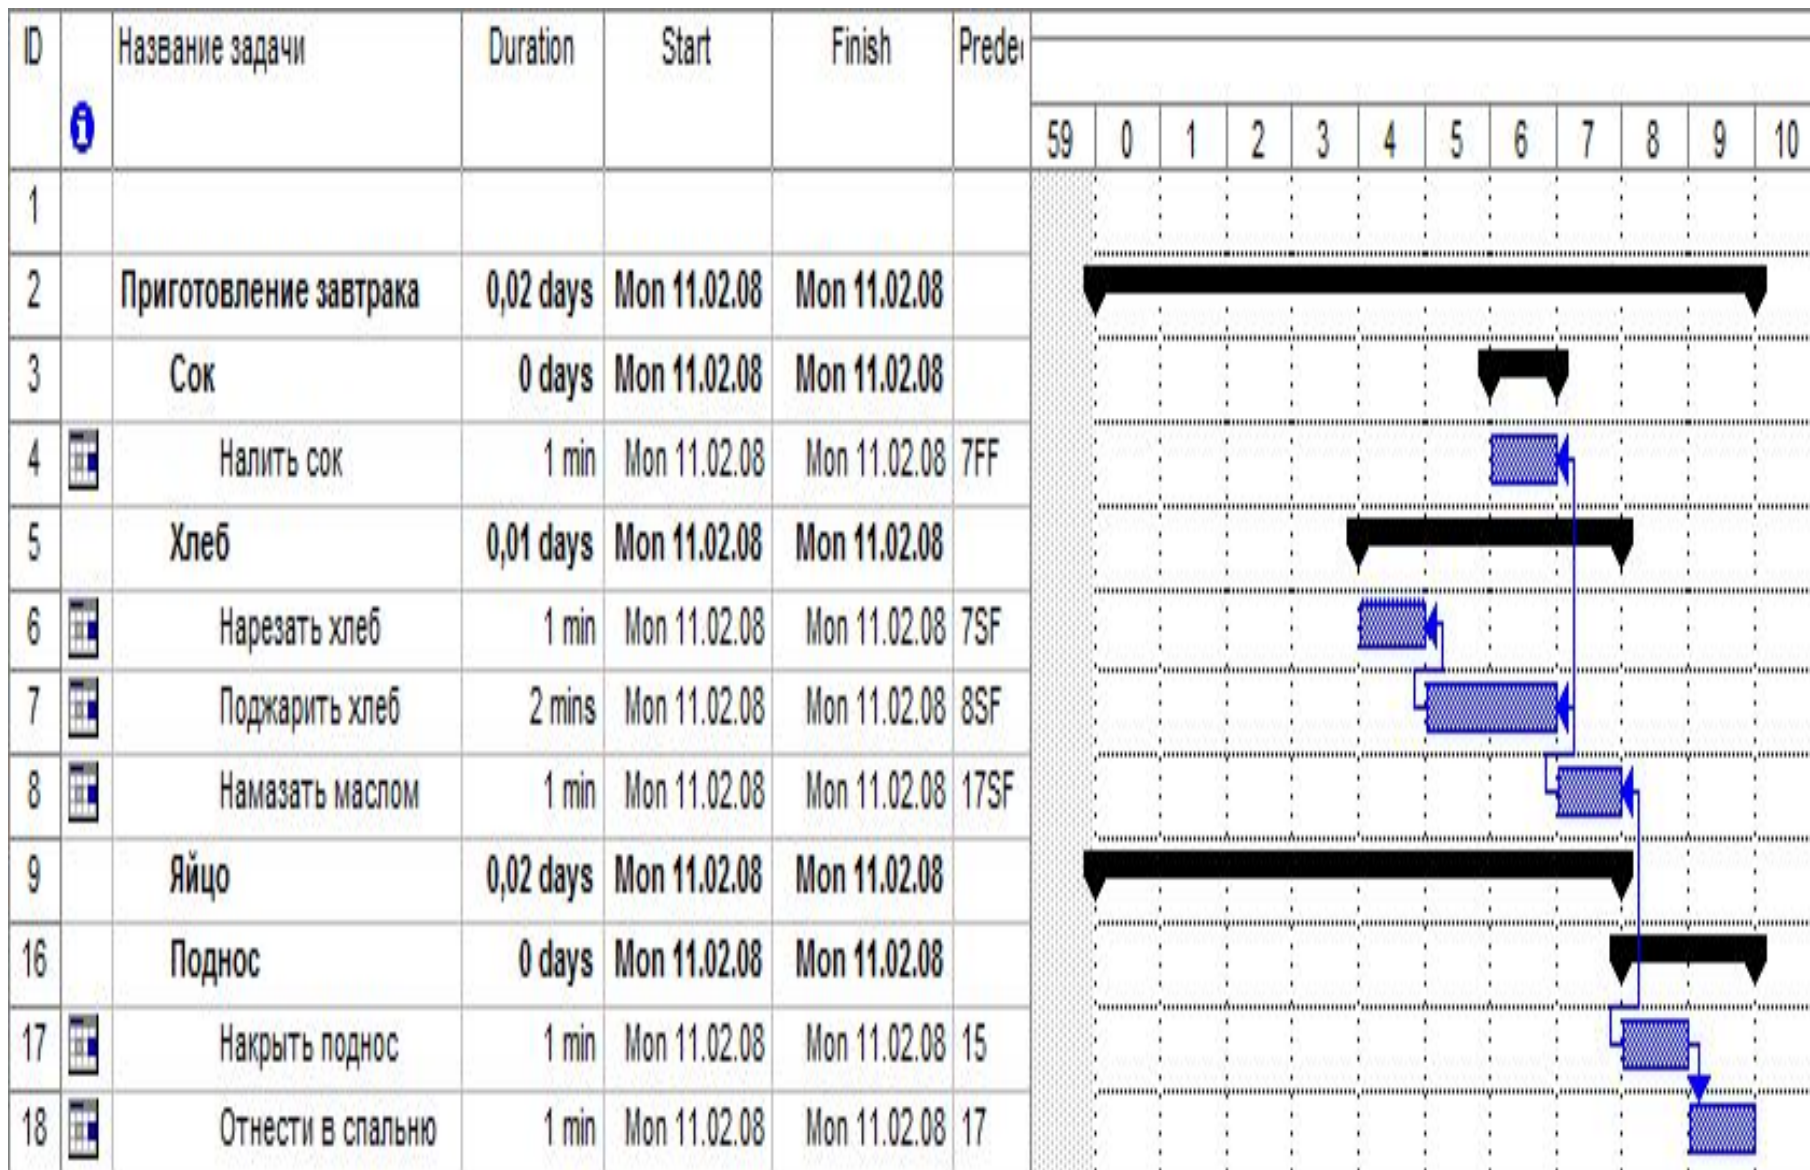 ID Название задачи Duration Start Finish Predec
59 0 1 2 3 4 5 6 7 8 9 10
1
2 Приготовление завтрака 0,02 days Mon 11.02.08 Mon 11.02.08
3 Сок 0 days Mon 11.02.08 Mon 11.02.08
4 Налить сок 1 min Mon 11.02.08 Mon 11.02.08 7FF
5 Хлеб 0,01 days Mon 11.02.08 Mon 11.02.08
6 Нарезать хлеб 1 min Mon 11.02.08 Mon 11.02.08 7SF
7 Поджарить хлеб 2 mins Mon 11.02.08 Mon 11.02.08 8SF
8 Намазать маслом 1 min Mon 11.02.08 Mon 11.02.08 17SF
9 Яйцо 0,02 days Mon 11.02.08 Mon 11.02.08
16 Поднос 0 days Mon 11.02.08 Mon 11.02.08
17 Накрыть поднос 1 min Mon 11.02.08 Mon 11.02.08 15
18 Отнести в спальню 1 min Mon 11.02.08 Mon 11.02.08 17